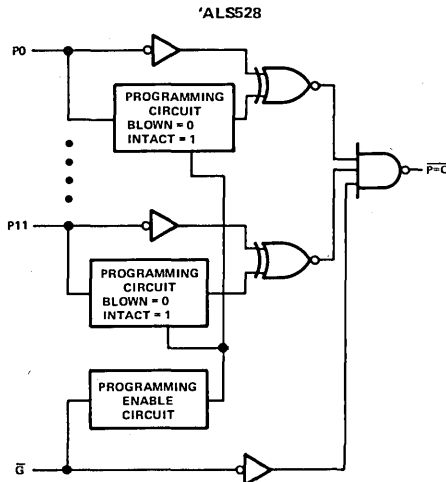 'ALS528
P0
PROGRAMMING
CIRCUIT
BLOWN = 0
INTACT = 1
P11
PROGRAMMING
CIRCUIT
BLOWN = 0
INTACT = 1
PROGRAMMING
ENABLE
CIRCUIT
G̅